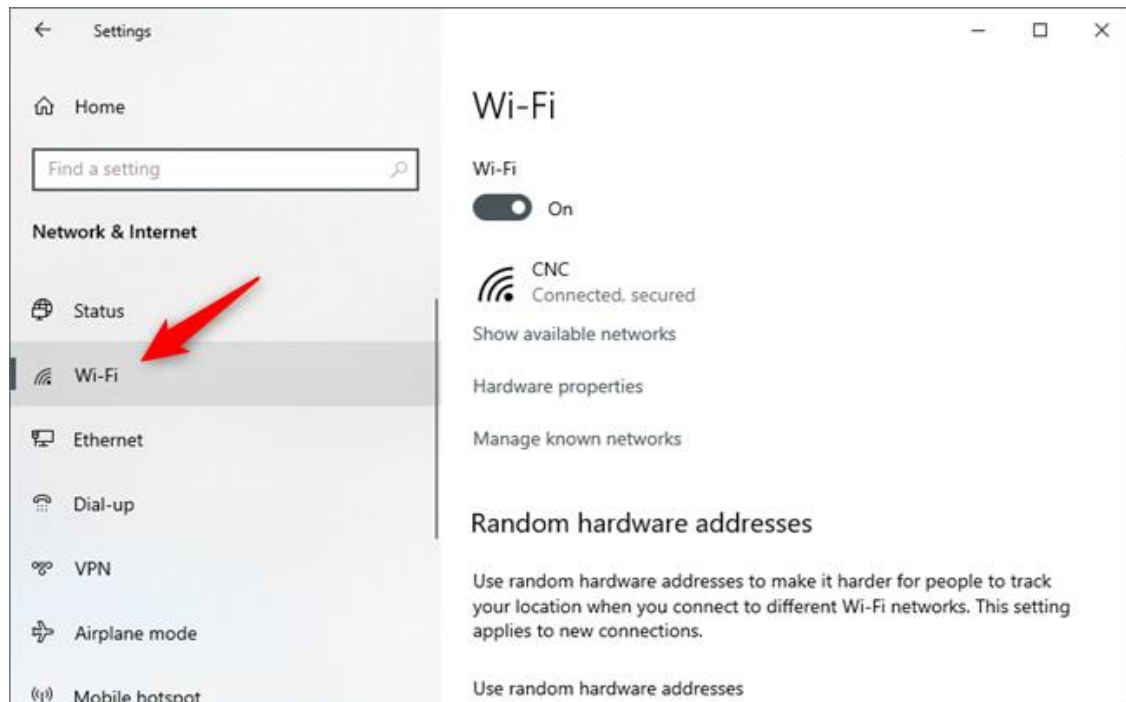 Settings
Home
Find a setting
Network & Internet
Status
Wi-Fi
Ethernet
Dial-up
VPN
Airplane mode
Mobile hotspot
Wi-Fi
Wi-Fi
On
CNC
Connected, secured
Show available networks
Hardware properties
Manage known networks
Random hardware addresses
Use random hardware addresses to make it harder for people to track
your location when you connect to different Wi-Fi networks. This setting
applies to new connections.
Use random hardware addresses